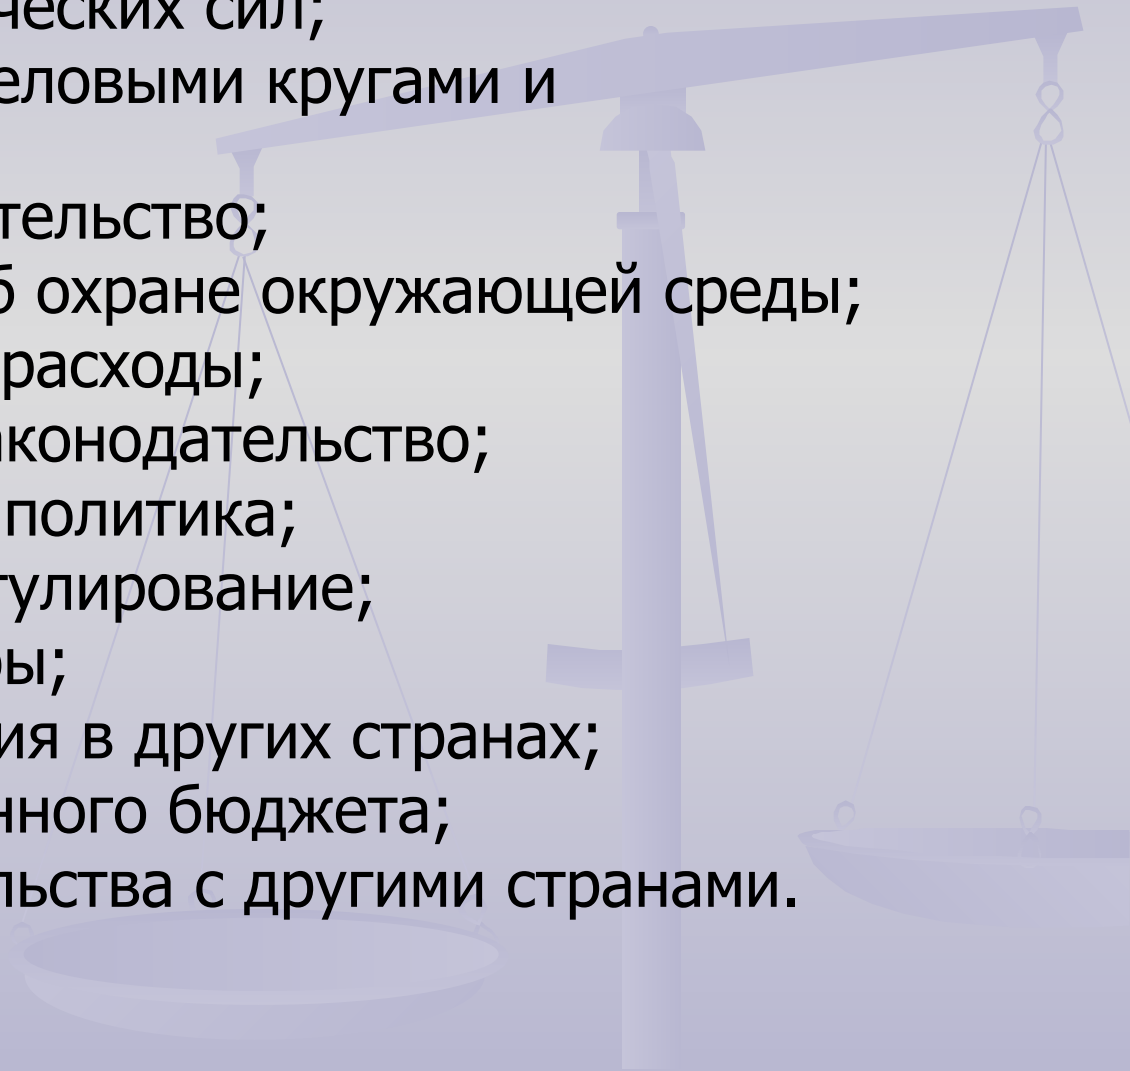 ческих сил;
еловыми кругами и
тельство;
б охране окружающей среды;
расходы;
аконодательство;
политика;
гулирование;
ры;
ия в других странах;
нного бюджета;
льства с другими странами.